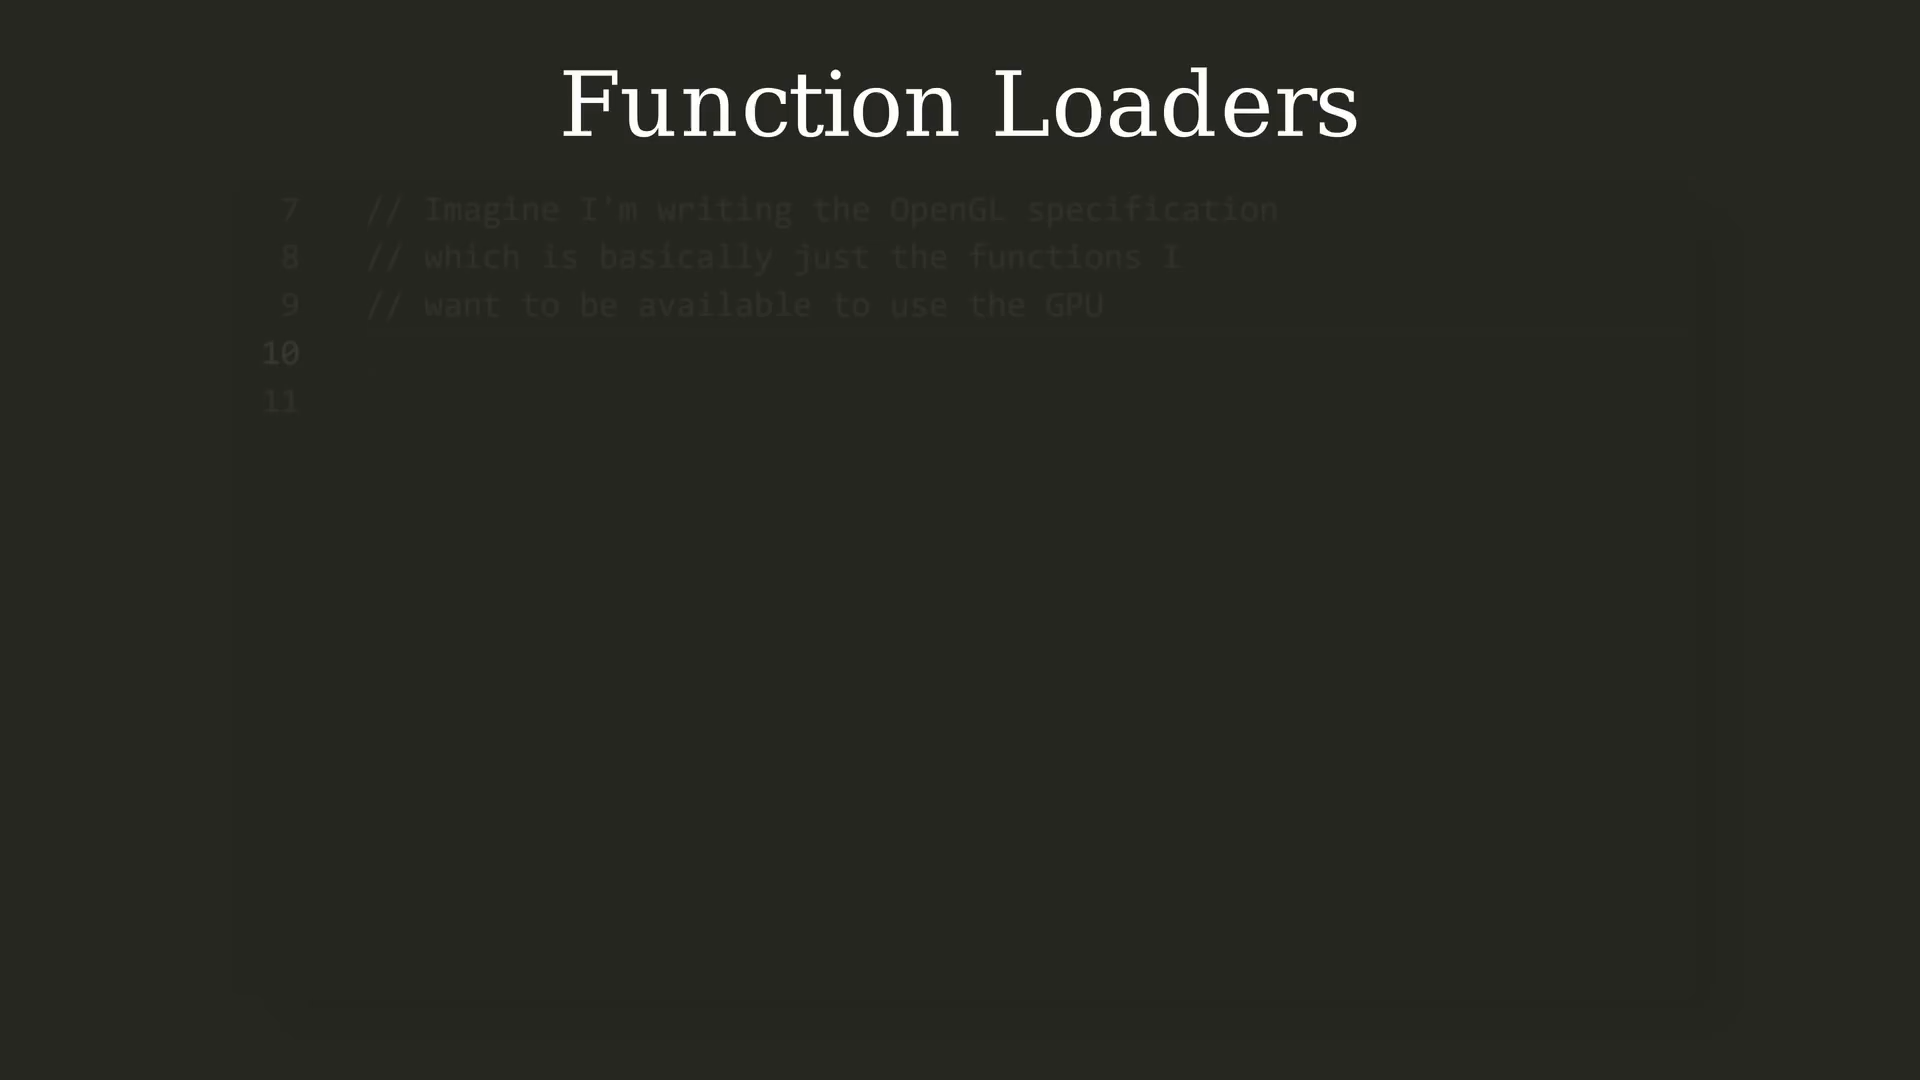 Function Loaders
7 // Imagine I'm writing the OpenGL specification
8 // which is basically just the functions I
9 // want to be available to use the GPU
10
11